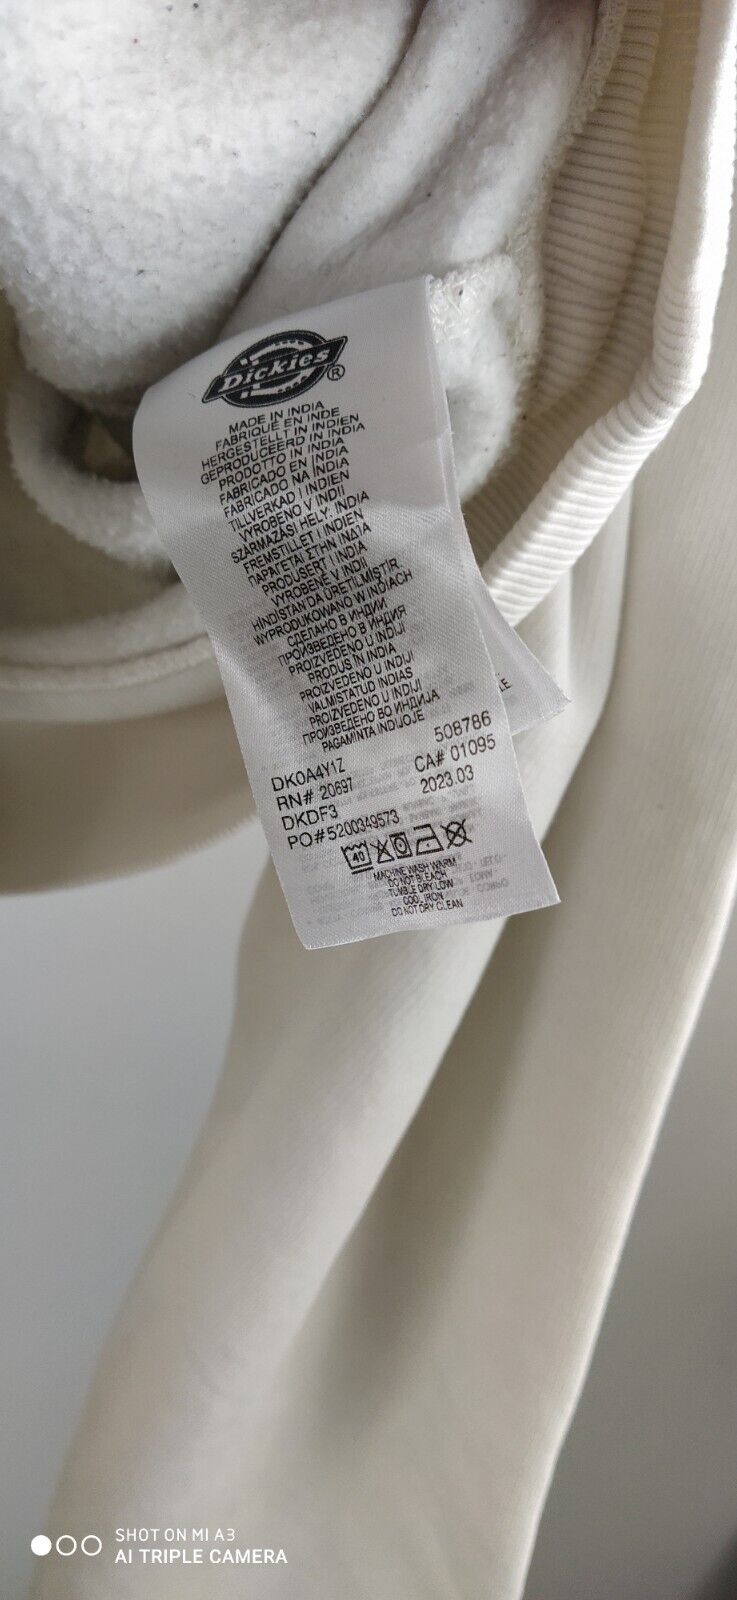 Dickies®
MADE IN INDIA
FABRIQUÉ EN INDE
HERGESTELLT IN INDIEN
GEPRODUCEERD IN INDIA
PRODOTTO IN INDIA
FABRICADO EN INDIA
FABRICADO NA INDIA
TILLVERKAD I INDIEN
VYROBENO V INDII
SZÁRMAZÁSI HELY: INDIA
FREMSTILLET I INDIEN
ΠΑΡΑΓΕΤΑΙ ΣΤΗΝ ΙΝΔΙΑ
PRODUSERT I INDIA
VYROBENÉ V INDII
HİNDİSTAN'DA ÜRETİLMİŞTİR
WYPRODUKOWANO W INDIACH
СДЕЛАНО В ИНДИИ
ПРОИЗВЕДЕНО В ИНДИЯ
PROIZVEDENO U INDIJI
PRODUS IN INDIA
PROIZVEDENO U INDIJI
VALMISTATUD INDIAS
PROIZVEDENO U INDIJI
ПРОИЗВЕДЕНО ВО ИНДИЈА
PAGAMINTA INDIJOJE
508786
DK0A4Y1Z CA# 01095
RN# 20697 2023.03
DKDF3
PO#5200349573
40
MACHINE WASH WARM
DO NOT BLEACH
TUMBLE DRY LOW
COOL IRON
DO NOT DRY CLEAN
SHOT ON MI A3
AI TRIPLE CAMERA